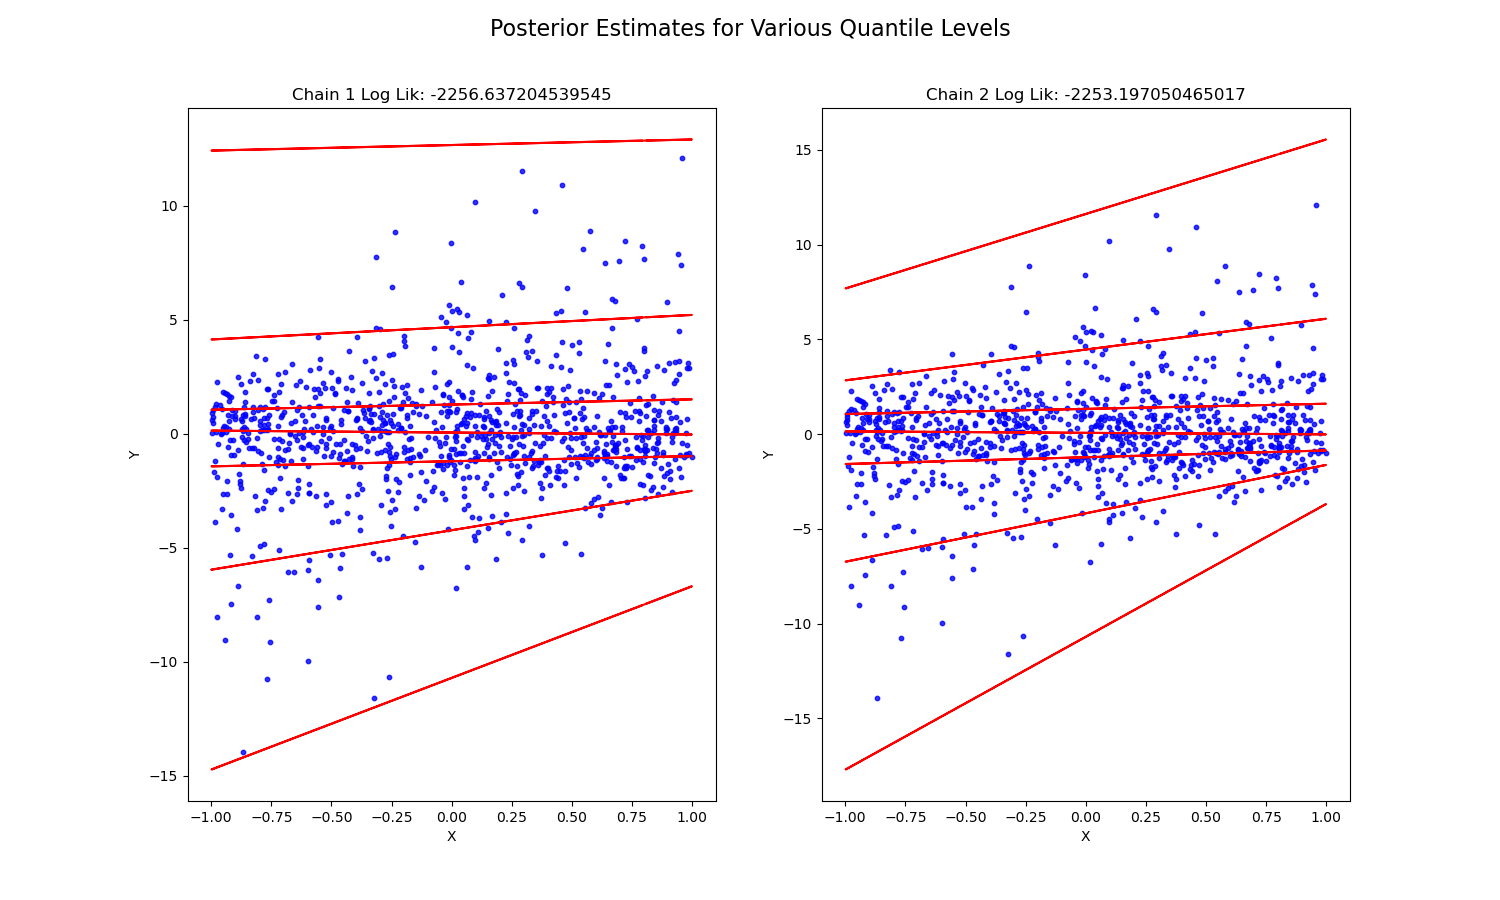 Posterior Estimates for Various Quantile Levels
Chain 1 Log Lik: -2256.637204539545
Chain 2 Log Lik: -2253.197050465017
10
5
0
−5
−10
−15
Y
−1.00 −0.75 −0.50 −0.25 0.00 0.25 0.50 0.75 1.00
X
15
10
5
0
−5
−10
−15
Y
−1.00 −0.75 −0.50 −0.25 0.00 0.25 0.50 0.75 1.00
X